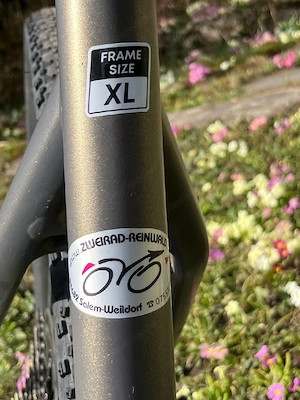 FRAME
SIZE
XL
ZWEIRAD-REINWALD
Salem-Weildorf ☎